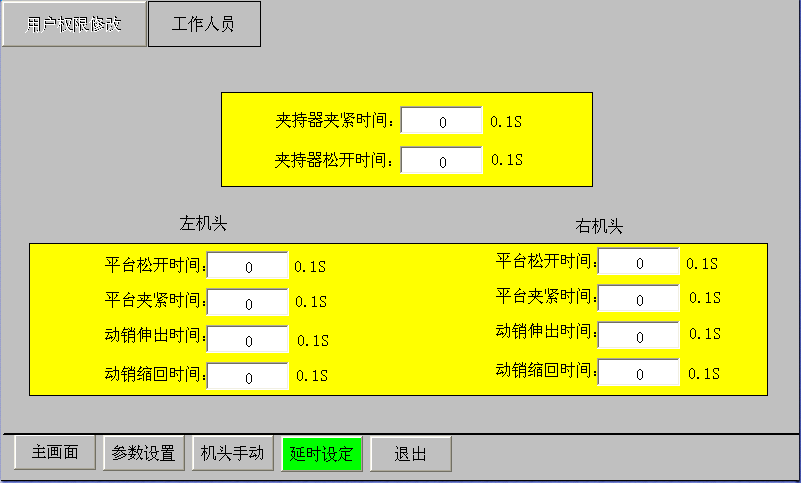 用户权限修改 工作人员
夹持器夹紧时间: 0 0.1S
夹持器松开时间: 0 0.1S
左机头 右机头
平台松开时间: 0 0.1S 平台松开时间: 0 0.1S
平台夹紧时间: 0 0.1S 平台夹紧时间: 0 0.1S
动销伸出时间: 0 0.1S 动销伸出时间: 0 0.1S
动销缩回时间: 0 0.1S 动销缩回时间: 0 0.1S
主画面 参数设置 机头手动 延时设定 退出